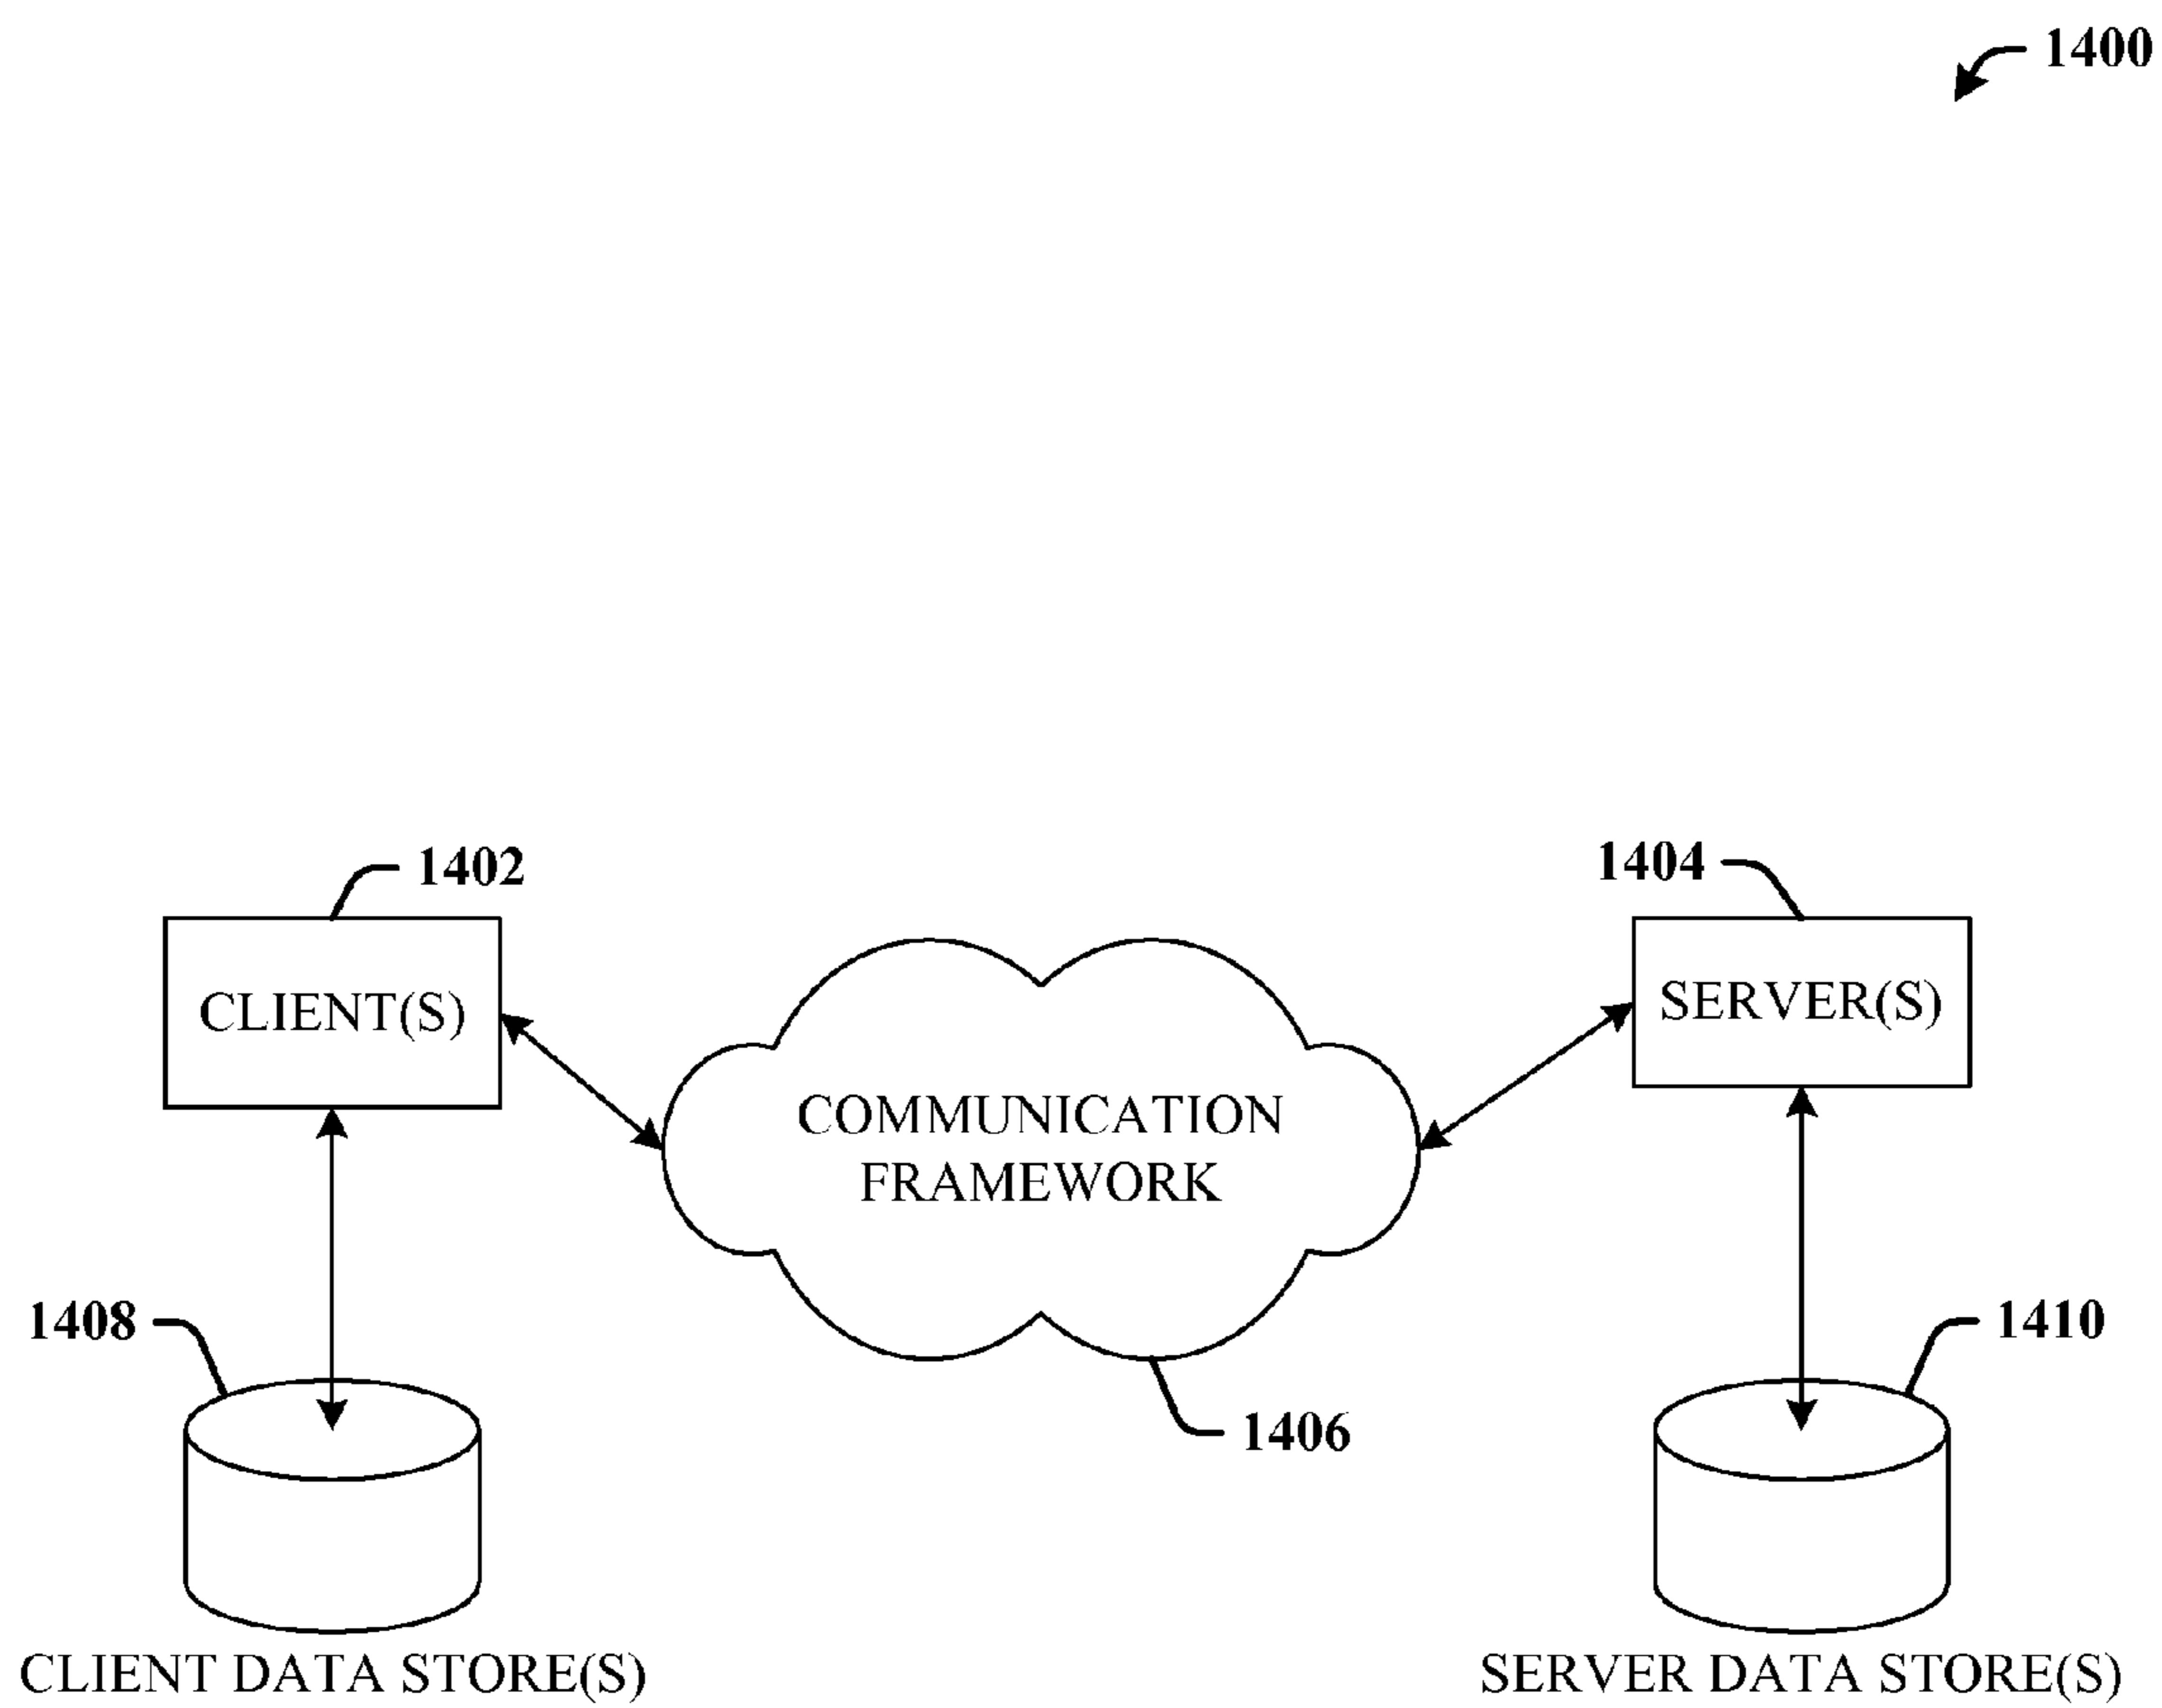 1400
1402
1404
CLIENT(S)
SERVER(S)
COMMUNICATION
FRAMEWORK
1408
1410
1406
CLIENT DATA STORE(S)
SERVER DATA STORE(S)